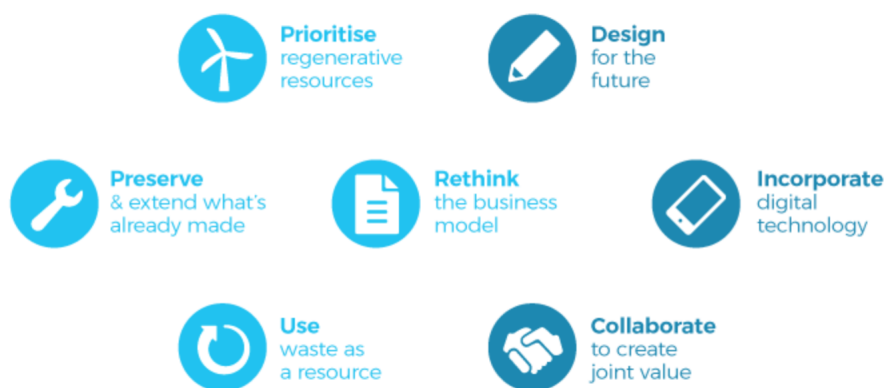 Prioritise
regenerative
resources
Design
for the
future
Preserve
& extend what's
already made
Rethink
the business
model
Incorporate
digital
technology
Use
waste as
a resource
Collaborate
to create
joint value